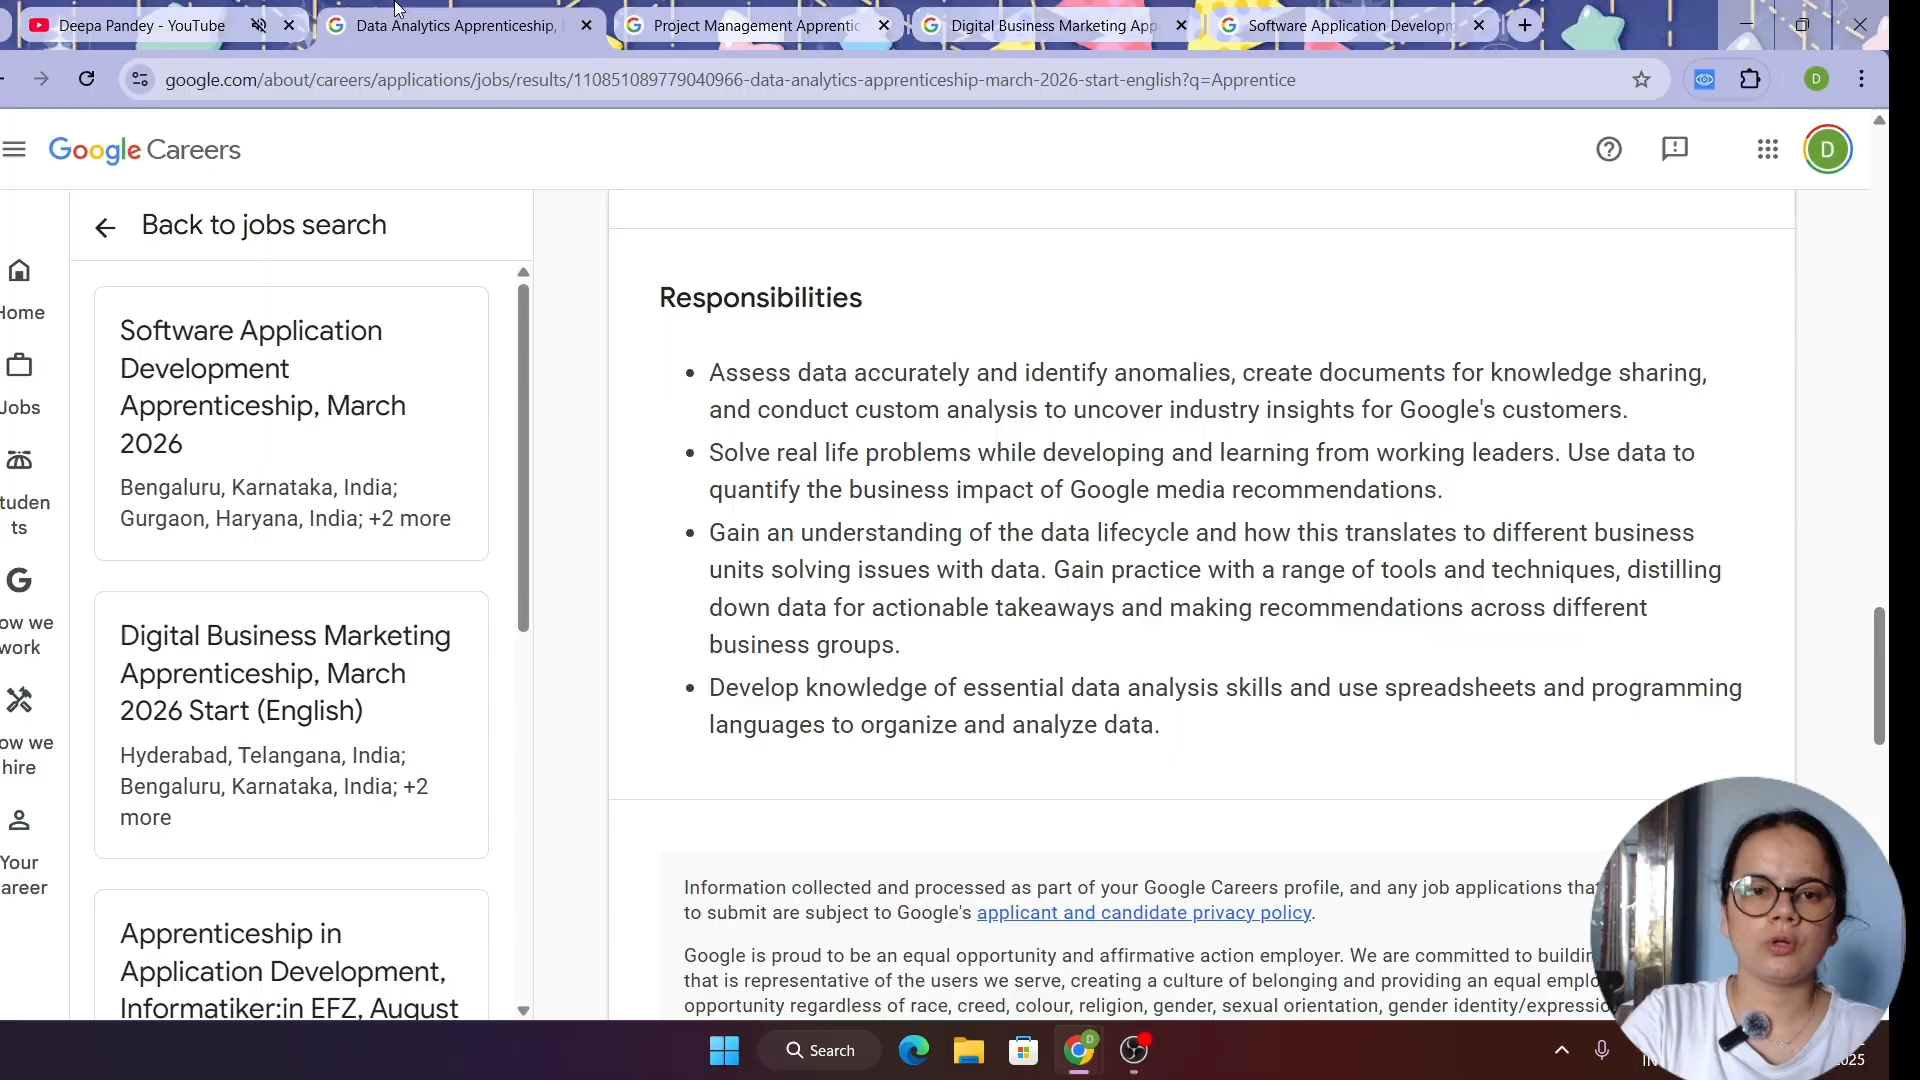 Deepa Pandey - YouTube
Data Analytics Apprenticeship,
Project Management Apprentic
Digital Business Marketing App
Software Application Developm
google.com/about/careers/applications/jobs/results/110851089779040966-data-analytics-apprenticeship-march-2026-start-english?q=Apprentice
D
Google Careers
D
Back to jobs search
Home
Jobs
tuden
ts
ow we
work
ow we
hire
Your
areer
Software Application
Development
Apprenticeship, March
2026
Bengaluru, Karnataka, India;
Gurgaon, Haryana, India; +2 more
Digital Business Marketing
Apprenticeship, March
2026 Start (English)
Hyderabad, Telangana, India;
Bengaluru, Karnataka, India; +2
more
Apprenticeship in
Application Development,
Informatiker:in EFZ, August
Responsibilities
• Assess data accurately and identify anomalies, create documents for knowledge sharing,
and conduct custom analysis to uncover industry insights for Google's customers.
• Solve real life problems while developing and learning from working leaders. Use data to
quantify the business impact of Google media recommendations.
• Gain an understanding of the data lifecycle and how this translates to different business
units solving issues with data. Gain practice with a range of tools and techniques, distilling
down data for actionable takeaways and making recommendations across different
business groups.
• Develop knowledge of essential data analysis skills and use spreadsheets and programming
languages to organize and analyze data.
Information collected and processed as part of your Google Careers profile, and any job applications tha
to submit are subject to Google's applicant and candidate privacy policy.
Google is proud to be an equal opportunity and affirmative action employer. We are committed to buildin
that is representative of the users we serve, creating a culture of belonging and providing an equal emplo
opportunity regardless of race, creed, colour, religion, gender, sexual orientation, gender identity/expressio
Search
D
IN
025